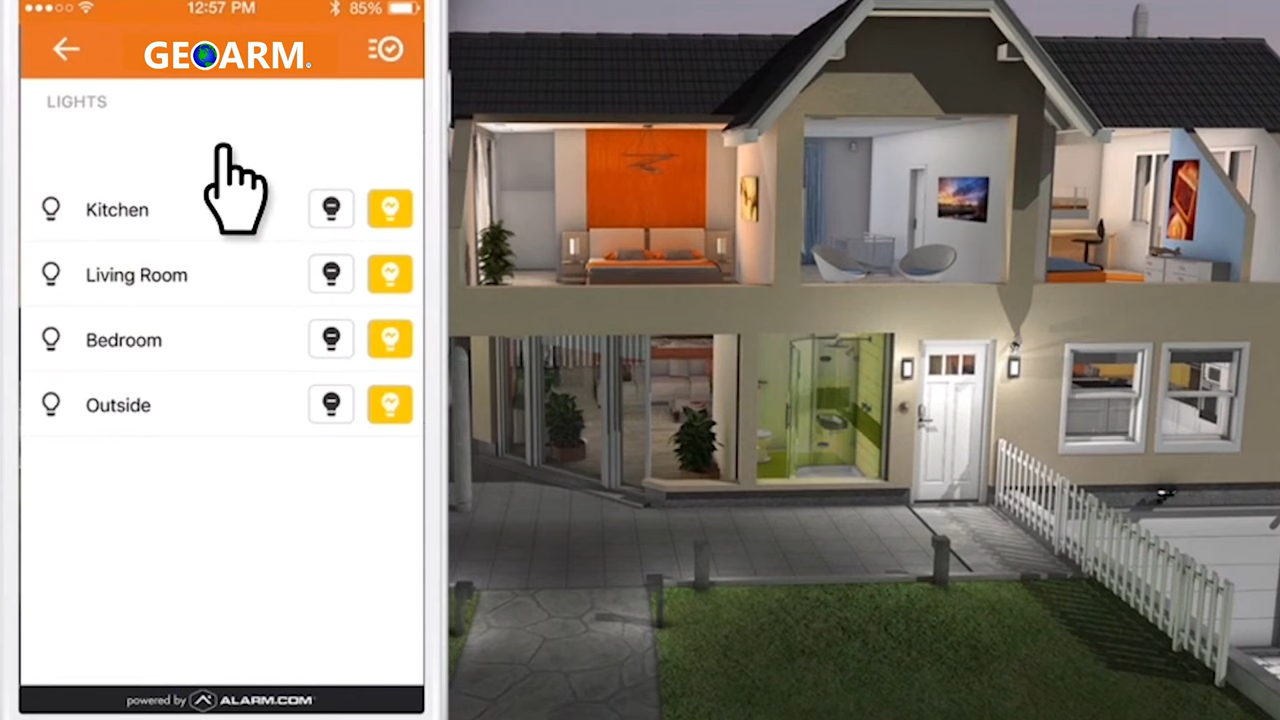 12:57 PM
85%
GEOARM.
LIGHTS
Kitchen
Living Room
Bedroom
Outside
powered by ALARM.COM